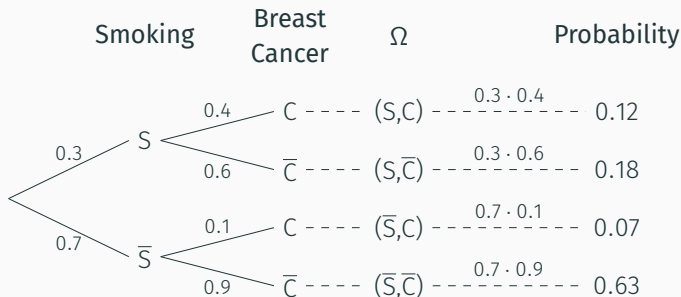 Smoking Breast Cancer Ω Probability
0.3 · 0.4
0.4 C (S,C) 0.12
0.3 S
0.3 · 0.6
0.6 C̅ (S,C̅) 0.18
0.7 · 0.1
0.1 C (S̅,C) 0.07
0.7 S̅
0.7 · 0.9
0.9 C̅ (S̅,C̅) 0.63